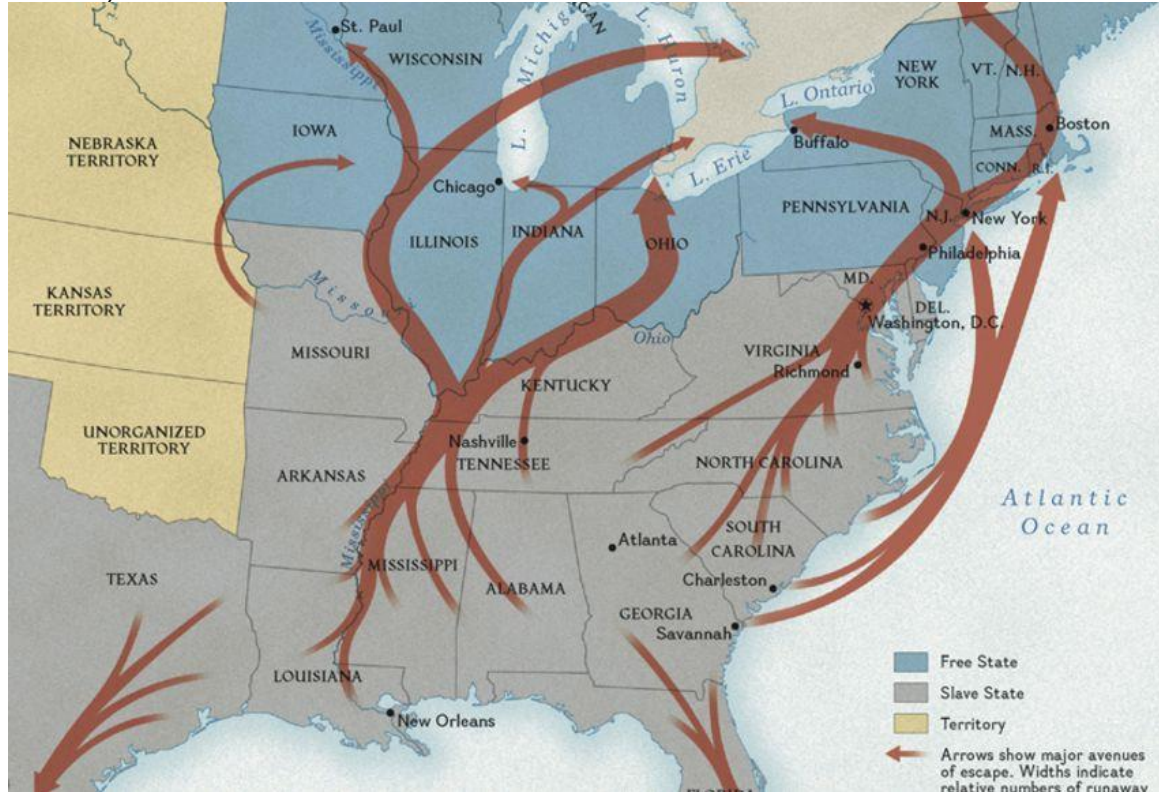 St. Paul
Mississippi
WISCONSIN
L. Michigan
L. Huron
NEW
YORK
VT.
N.H.
L. Ontario
NEBRASKA
TERRITORY
IOWA
Buffalo
MASS.
Boston
L. Erie
CONN.
R.I.
Chicago
PENNSYLVANIA
N.J.
New York
ILLINOIS
INDIANA
OHIO
Philadelphia
KANSAS
TERRITORY
Missouri
MD.
DEL.
Washington, D.C.
MISSOURI
Ohio
VIRGINIA
Richmond
KENTUCKY
UNORGANIZED
TERRITORY
Nashville
TENNESSEE
NORTH CAROLINA
ARKANSAS
Mississippi
Atlantic
Ocean
SOUTH
CAROLINA
Atlanta
TEXAS
MISSISSIPPI
ALABAMA
Charleston
GEORGIA
Savannah
LOUISIANA
New Orleans
Free State
Slave State
Territory
Arrows show major avenues
of escape. Widths indicate
relative numbers of runaway